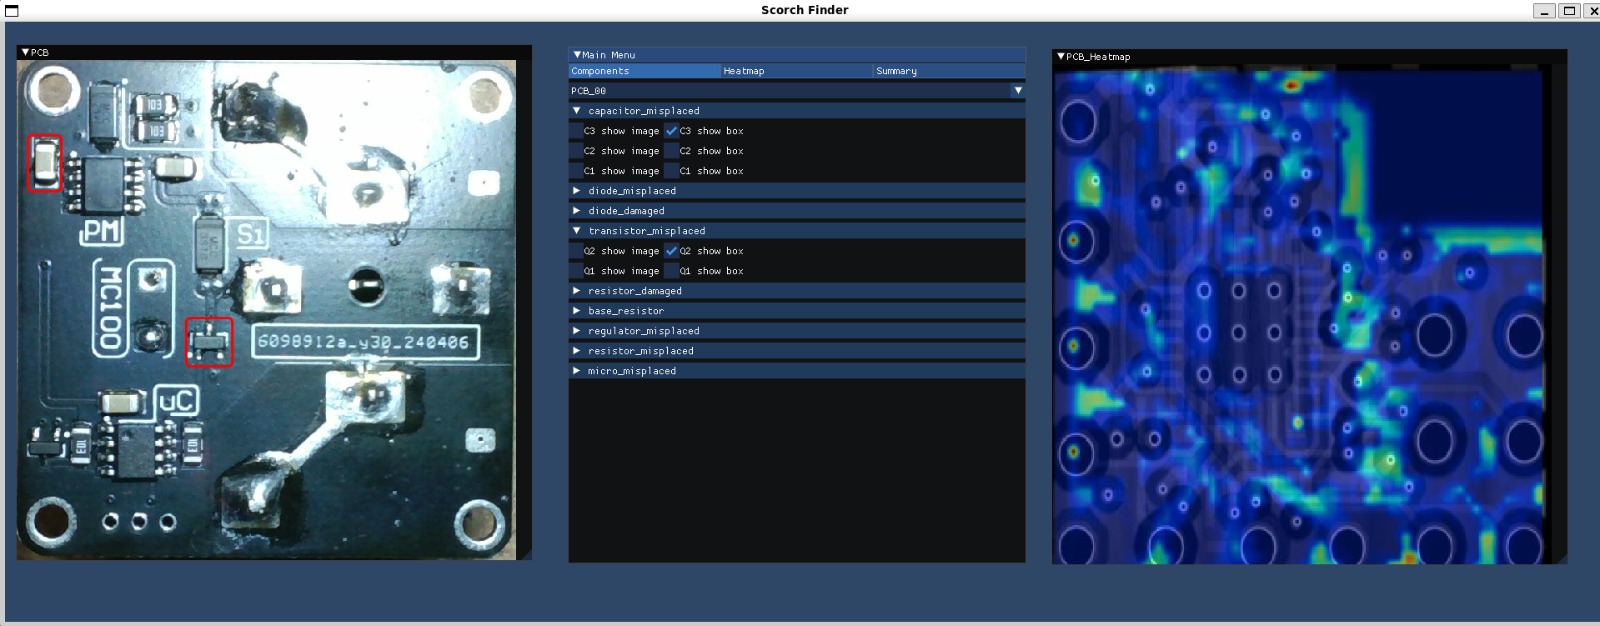 Scorch Finder
PCB
103
103
PM
S1
MC100
6098912a_y30_240406
uC
103
103
Main Menu
Components Heatmap Summary
PCB_00
capacitor_misplaced
C3 show image C3 show box
C2 show image C2 show box
C1 show image C1 show box
diode_misplaced
diode_damaged
transistor_misplaced
Q2 show image Q2 show box
Q1 show image Q1 show box
resistor_damaged
base_resistor
regulator_misplaced
resistor_misplaced
micro_misplaced
PCB_Heatmap